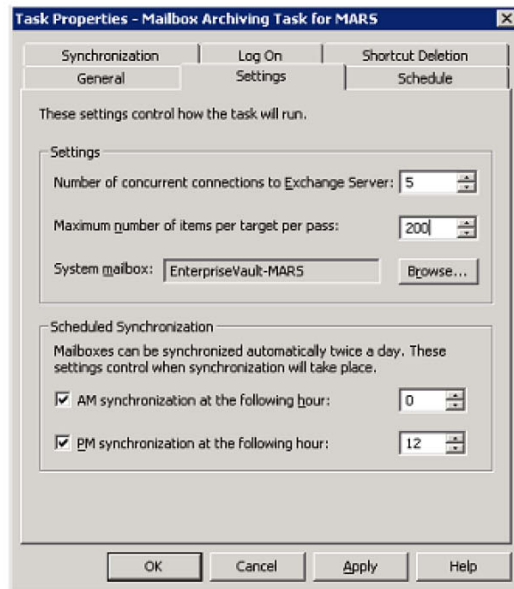 Task Properties - Mailbox Archiving Task for MARS
Synchronization
Log On
Shortcut Deletion
General
Settings
Schedule
These settings control how the task will run.
Settings
Number of concurrent connections to Exchange Server: 5
Maximum number of items per target per pass: 200
System mailbox: EnterpriseVault-MARS Browse...
Scheduled Synchronization
Mailboxes can be synchronized automatically twice a day. These
settings control when synchronization will take place.
AM synchronization at the following hour: 0
PM synchronization at the following hour: 12
OK
Cancel
Apply
Help